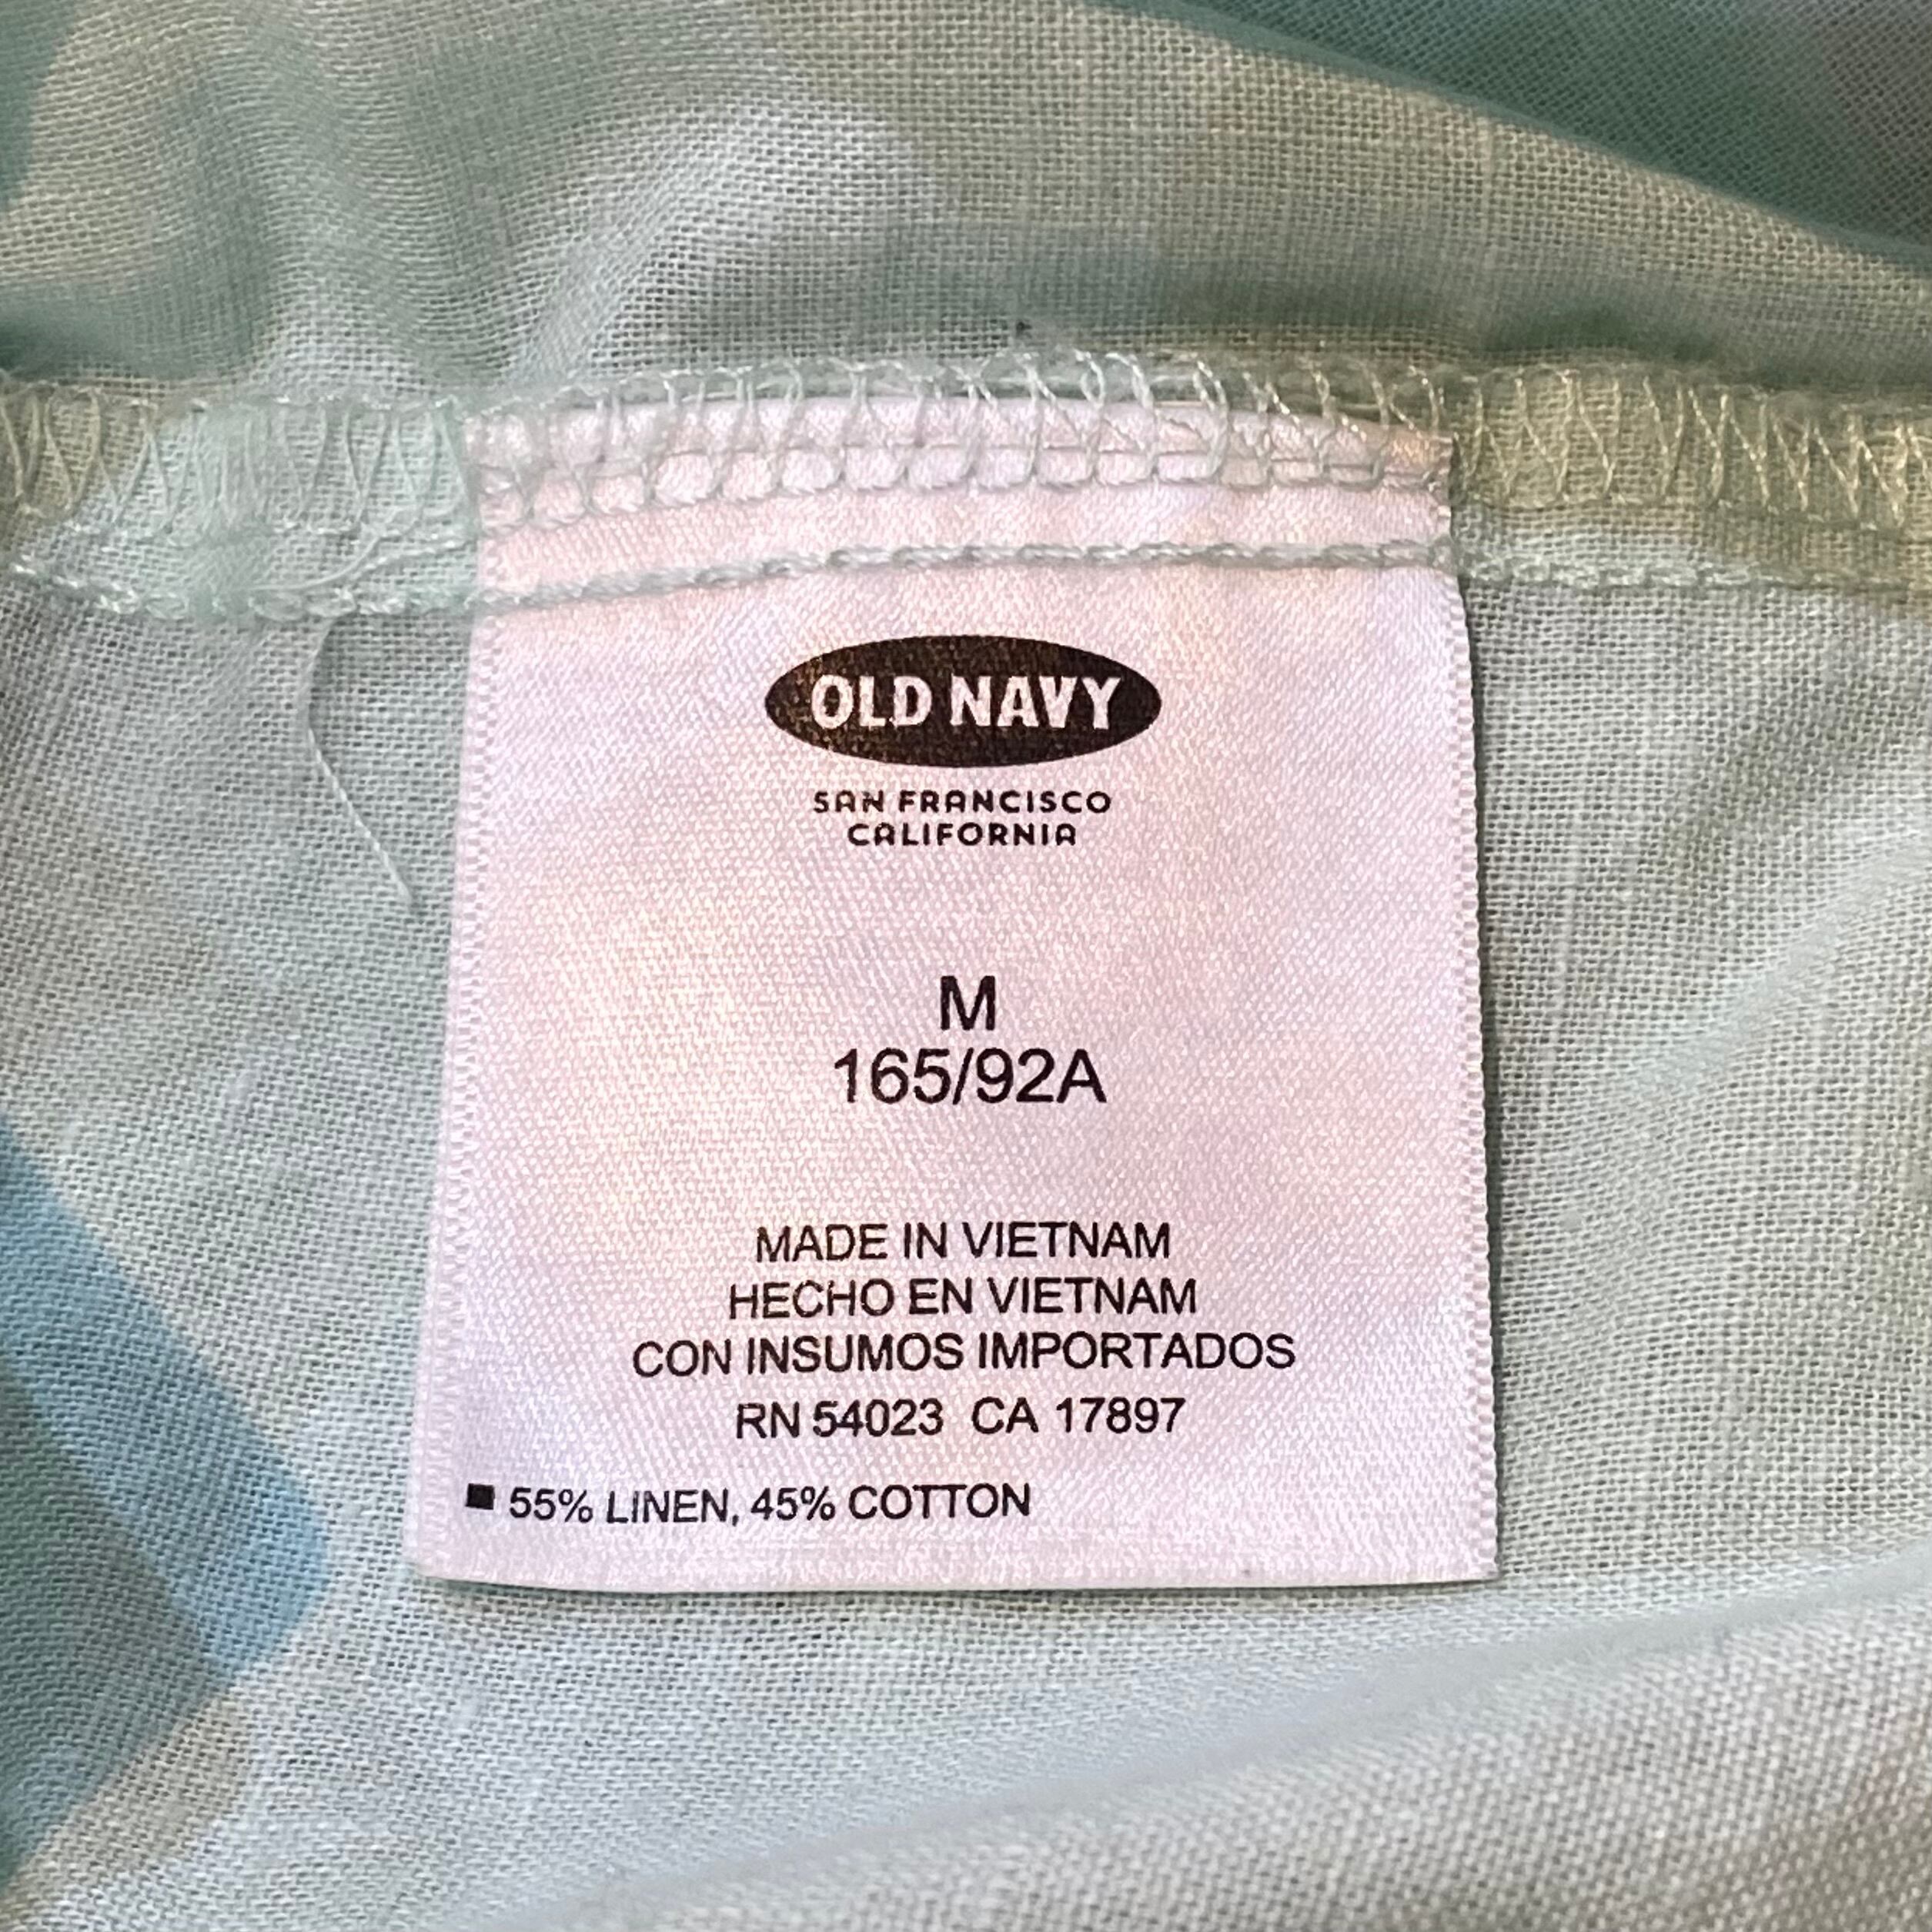 OLD NAVY
SAN FRANCISCO
CALIFORNIA
M
165/92A
MADE IN VIETNAM
HECHO EN VIETNAM
CON INSUMOS IMPORTADOS
RN 54023 CA 17897
■ 55% LINEN, 45% COTTON